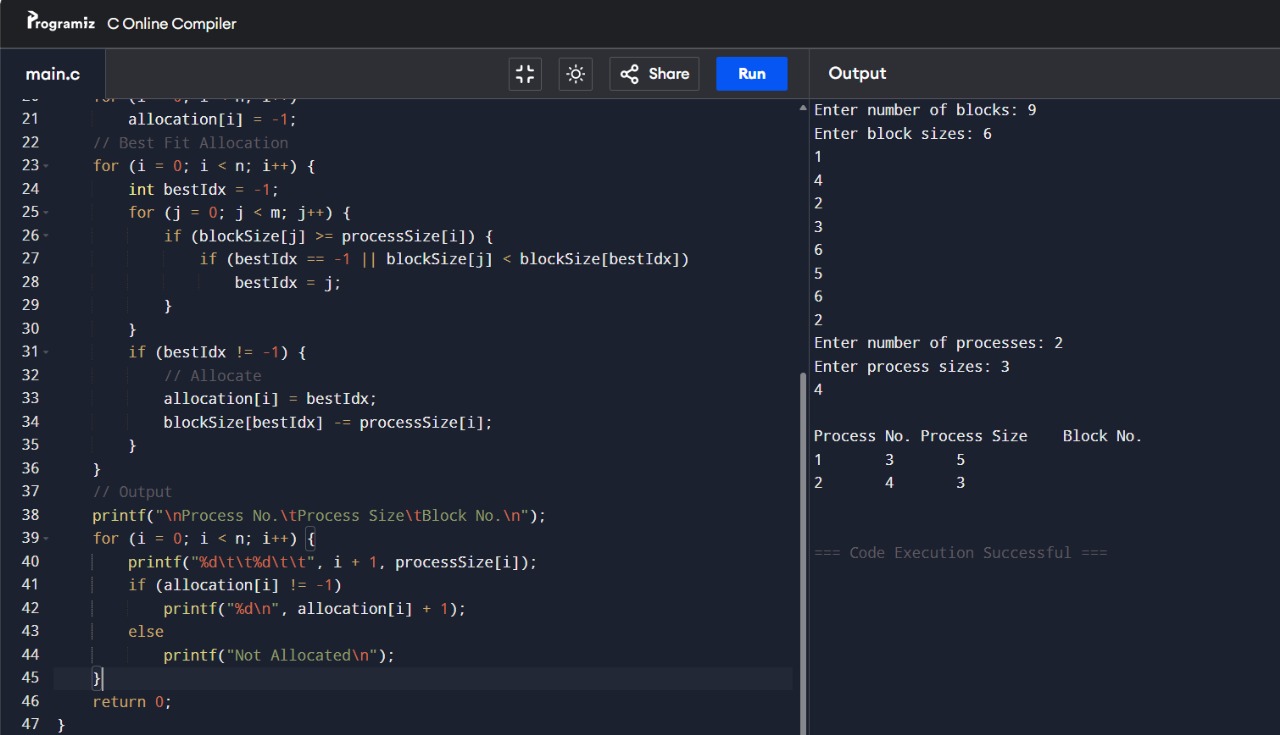 Programiz C Online Compiler
main.c
Share
Run
Output
21 allocation[i] = -1;
22 // Best Fit Allocation
23 for (i = 0; i < n; i++) {
24 int bestIdx = -1;
25 for (j = 0; j < m; j++) {
26 if (blockSize[j] >= processSize[i]) {
27 if (bestIdx == -1 || blockSize[j] < blockSize[bestIdx])
28 bestIdx = j;
29 }
30 }
31 if (bestIdx != -1) {
32 // Allocate
33 allocation[i] = bestIdx;
34 blockSize[bestIdx] -= processSize[i];
35 }
36 }
37 // Output
38 printf("\nProcess No.\tProcess Size\tBlock No.\n");
39 for (i = 0; i < n; i++) {
40 printf("%d\t\t%d\t\t", i + 1, processSize[i]);
41 if (allocation[i] != -1)
42 printf("%d\n", allocation[i] + 1);
43 else
44 printf("Not Allocated\n");
45 }
46 return 0;
47 }
Enter number of blocks: 9
Enter block sizes: 6
1
4
2
3
6
5
6
2
Enter number of processes: 2
Enter process sizes: 3
4
Process No. Process Size Block No.
1 3 5
2 4 3
=== Code Execution Successful ===